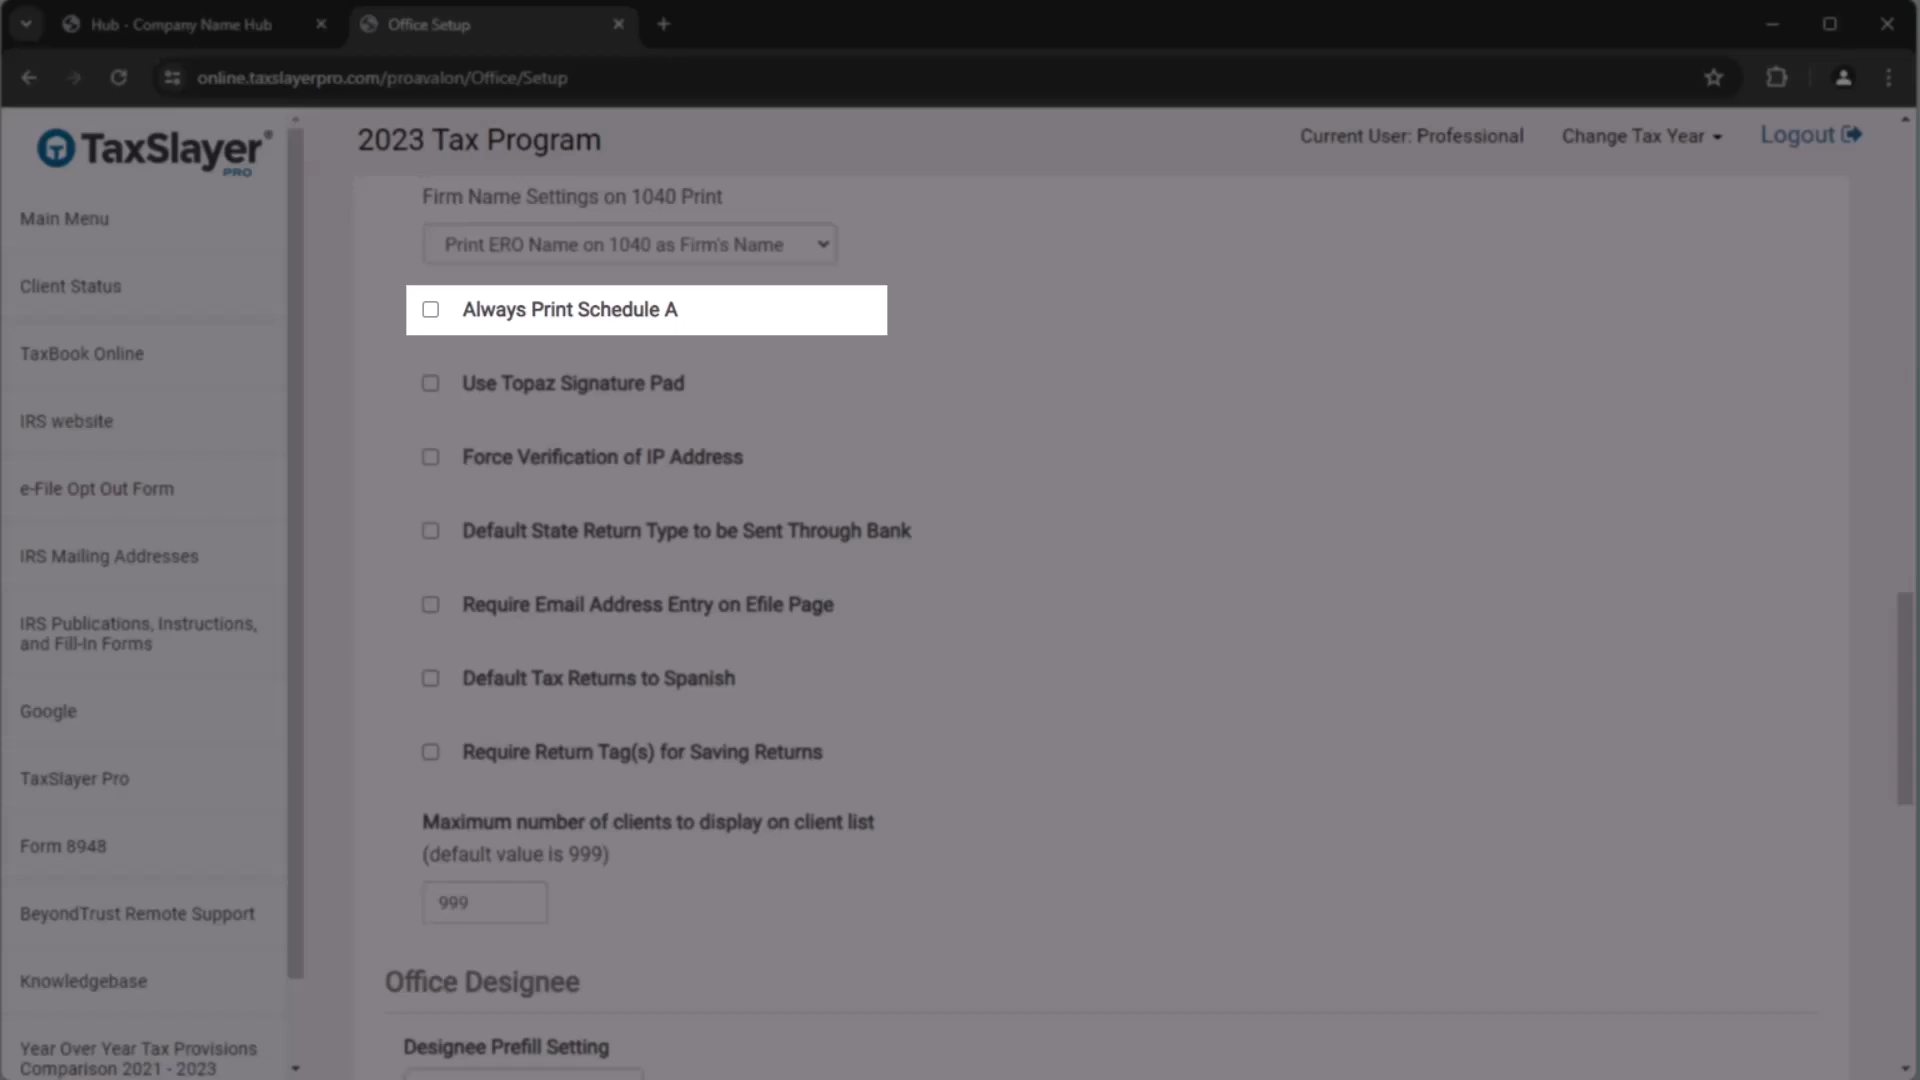 Hub - Company Name Hub
Office Setup
online.taxslayerpro.com/proavalon/Office/Setup
TaxSlayer®
PRO
2023 Tax Program
Current User: Professional
Change Tax Year
Logout
Main Menu
Client Status
TaxBook Online
IRS website
e-File Opt Out Form
IRS Mailing Addresses
IRS Publications, Instructions,
and Fill-In Forms
Google
TaxSlayer Pro
Form 8948
BeyondTrust Remote Support
Knowledgebase
Year Over Year Tax Provisions
Comparison 2021 - 2023
Firm Name Settings on 1040 Print
Print ERO Name on 1040 as Firm's Name
Always Print Schedule A
Use Topaz Signature Pad
Force Verification of IP Address
Default State Return Type to be Sent Through Bank
Require Email Address Entry on Efile Page
Default Tax Returns to Spanish
Require Return Tag(s) for Saving Returns
Maximum number of clients to display on client list
(default value is 999)
999
Office Designee
Designee Prefill Setting